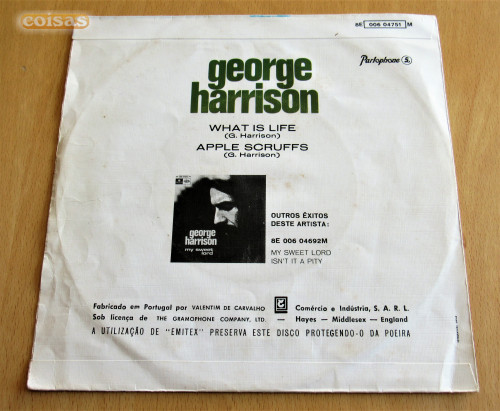 coisas
8E 006 04751 M
Parlophone
george
harrison
WHAT IS LIFE
(G. Harrison)
APPLE SCRUFFS
(G. Harrison)
george
harrison
my sweet
lord
OUTROS ÊXITOS
DESTE ARTISTA:
8E 006 04692M
MY SWEET LORD
ISN'T IT A PITY
Fabricado em Portugal por VALENTIM DE CARVALHO Comércio e Indústria, S. A. R. L.
Sob licença de THE GRAMOPHONE COMPANY, LTD. — Hayes — Middlesex — England
A UTILIZAÇÃO DE "EMITEX" PRESERVA ESTE DISCO PROTEGENDO-O DA POEIRA